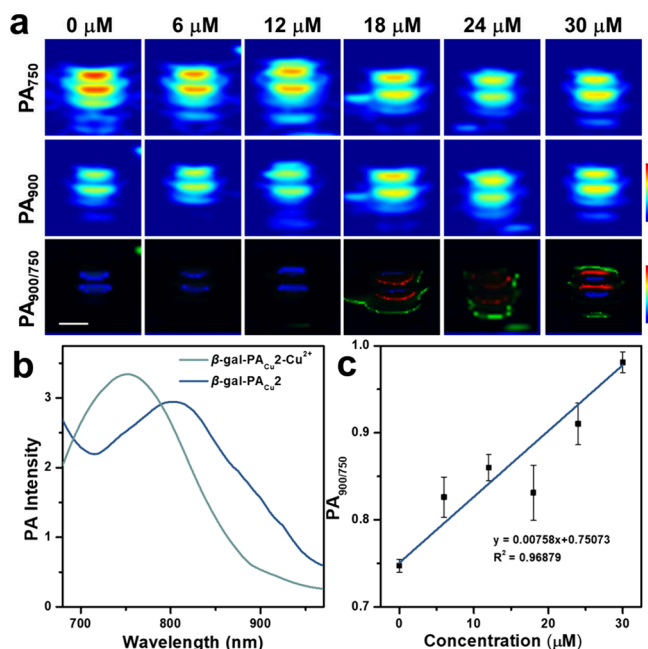 a
0 μM 6 μM 12 μM 18 μM 24 μM 30 μM
PA750
PA900
PA900/750
b
β-gal-PACu2-Cu2+
β-gal-PACu2
3
2
1
0
PA Intensity
700 800 900
Wavelength (nm)
c
1.0
0.9
0.8
0.7
PA900/750
y = 0.00758x+0.75073
R2 = 0.96879
0 10 20 30
Concentration (μM)